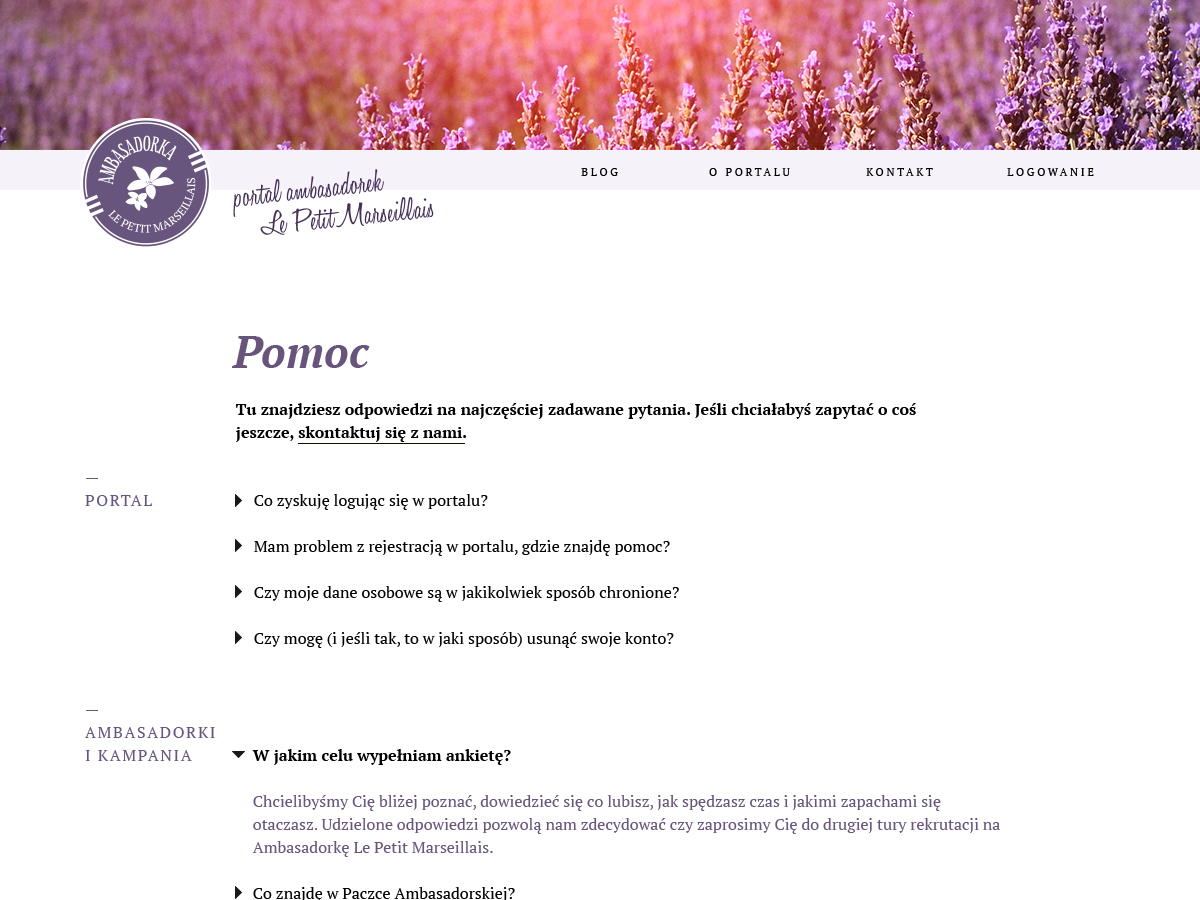 AMBASADORKA
LE PETIT MARSEILLAIS
portal ambasadorek
Le Petit Marseillais
BLOG
O PORTALU
KONTAKT
LOGOWANIE
Pomoc
Tu znajdziesz odpowiedzi na najczęściej zadawane pytania. Jeśli chciałabyś zapytać o coś
jeszcze, skontaktuj się z nami.
—
PORTAL
Co zyskuję logując się w portalu?
Mam problem z rejestracją w portalu, gdzie znajdę pomoc?
Czy moje dane osobowe są w jakikolwiek sposób chronione?
Czy mogę (i jeśli tak, to w jaki sposób) usunąć swoje konto?
—
AMBASADORKI
I KAMPANIA
W jakim celu wypełniam ankietę?
Chcielibyśmy Cię bliżej poznać, dowiedzieć się co lubisz, jak spędzasz czas i jakimi zapachami się
otaczasz. Udzielone odpowiedzi pozwolą nam zdecydować czy zaprosimy Cię do drugiej tury rekrutacji na
Ambasadorkę Le Petit Marseillais.
Co znajdę w Paczce Ambasadorskiej?